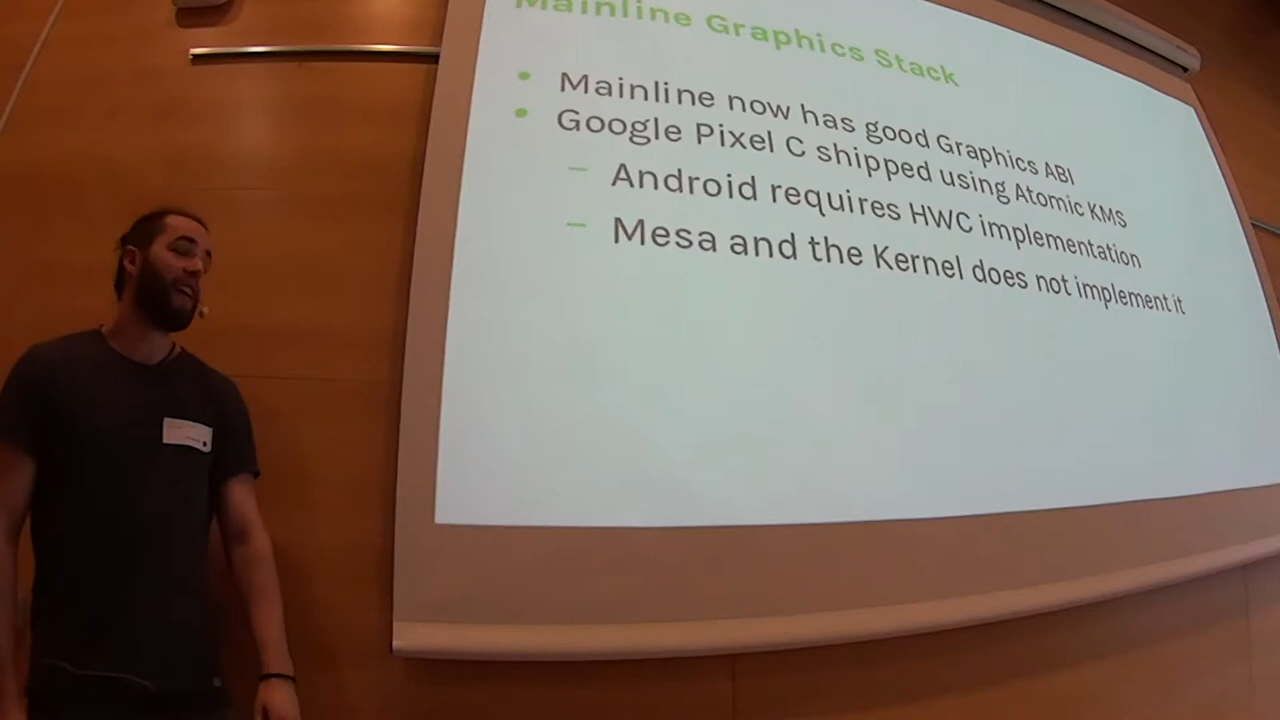 Mainline Graphics Stack
• Mainline now has good Graphics ABI
• Google Pixel C shipped using Atomic KMS
– Android requires HWC implementation
– Mesa and the Kernel does not implement it